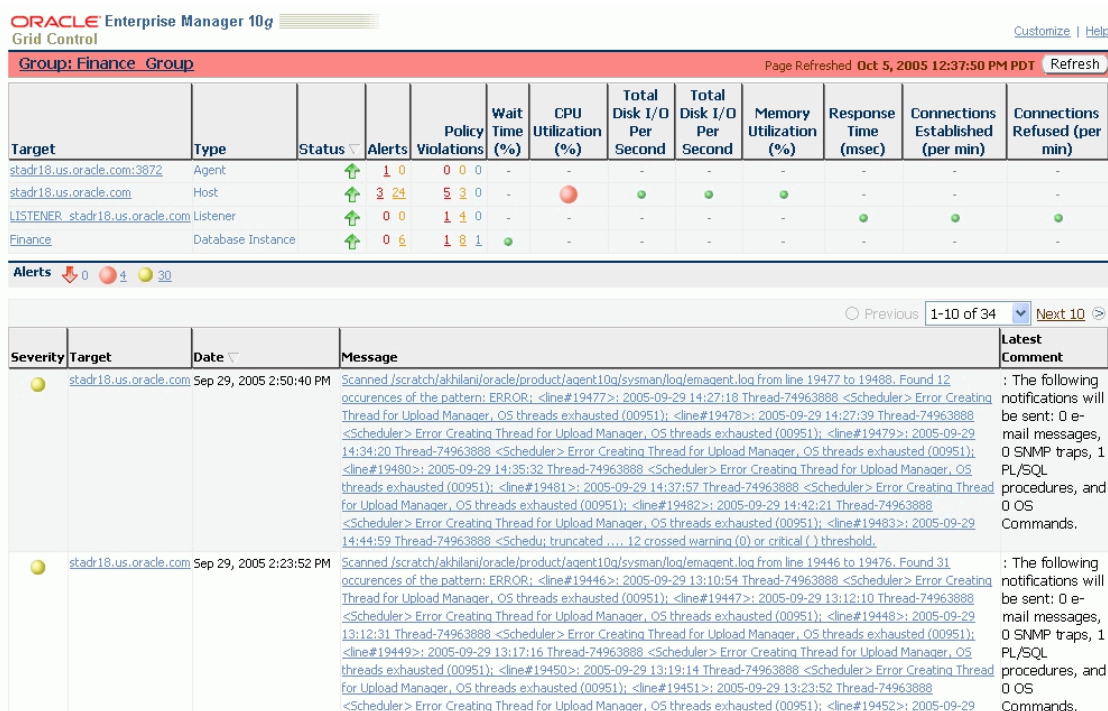 ORACLE Enterprise Manager 10g
Grid Control
Customize | Help
Group: Finance_Group
Page Refreshed Oct 5, 2005 12:37:50 PM PDT Refresh
Target Type Status Alerts Policy Violations Wait Time (%) CPU Utilization (%) Total Disk I/O Per Second Total Disk I/O Per Second Memory Utilization (%) Response Time (msec) Connections Established (per min) Connections Refused (per min)
stadr18.us.oracle.com:3872 Agent 1 0 0 0 0 - - - - - - - -
stadr18.us.oracle.com Host 3 24 5 3 0 - - - -
LISTENER_stadr18.us.oracle.com Listener 0 0 1 4 0 - - - - -
Finance Database Instance 0 6 1 8 1 - - - - - - -
Alerts 0 4 30
Previous 1-10 of 34 Next 10
Severity Target Date Message Latest Comment
stadr18.us.oracle.com Sep 29, 2005 2:50:40 PM
Scanned /scratch/akhilani/oracle/product/agent10g/sysman/log/emagent.log from line 19477 to 19488. Found 12
occurences of the pattern: ERROR; <line#19477>: 2005-09-29 14:27:18 Thread-74963888 <Scheduler> Error Creating
Thread for Upload Manager, OS threads exhausted (00951); <line#19478>: 2005-09-29 14:27:39 Thread-74963888
<Scheduler> Error Creating Thread for Upload Manager, OS threads exhausted (00951); <line#19479>: 2005-09-29
14:34:20 Thread-74963888 <Scheduler> Error Creating Thread for Upload Manager, OS threads exhausted (00951);
<line#19480>: 2005-09-29 14:35:32 Thread-74963888 <Scheduler> Error Creating Thread for Upload Manager, OS
threads exhausted (00951); <line#19481>: 2005-09-29 14:37:57 Thread-74963888 <Scheduler> Error Creating Thread
for Upload Manager, OS threads exhausted (00951); <line#19482>: 2005-09-29 14:42:21 Thread-74963888
<Scheduler> Error Creating Thread for Upload Manager, OS threads exhausted (00951); <line#19483>: 2005-09-29
14:44:59 Thread-74963888 <Schedu; truncated .... 12 crossed warning (0) or critical ( ) threshold.
: The following
notifications will
be sent: 0 e-
mail messages,
0 SNMP traps, 1
PL/SQL
procedures, and
0 OS
Commands.
stadr18.us.oracle.com Sep 29, 2005 2:23:52 PM
Scanned /scratch/akhilani/oracle/product/agent10g/sysman/log/emagent.log from line 19446 to 19476. Found 31
occurences of the pattern: ERROR; <line#19446>: 2005-09-29 13:10:54 Thread-74963888 <Scheduler> Error Creating
Thread for Upload Manager, OS threads exhausted (00951); <line#19447>: 2005-09-29 13:12:10 Thread-74963888
<Scheduler> Error Creating Thread for Upload Manager, OS threads exhausted (00951); <line#19448>: 2005-09-29
13:12:31 Thread-74963888 <Scheduler> Error Creating Thread for Upload Manager, OS threads exhausted (00951);
<line#19449>: 2005-09-29 13:17:16 Thread-74963888 <Scheduler> Error Creating Thread for Upload Manager, OS
threads exhausted (00951); <line#19450>: 2005-09-29 13:19:14 Thread-74963888 <Scheduler> Error Creating Thread
for Upload Manager, OS threads exhausted (00951); <line#19451>: 2005-09-29 13:23:52 Thread-74963888
<Scheduler> Error Creating Thread for Upload Manager, OS threads exhausted (00951); <line#19452>: 2005-09-29
: The following
notifications will
be sent: 0 e-
mail messages,
0 SNMP traps, 1
PL/SQL
procedures, and
0 OS
Commands.